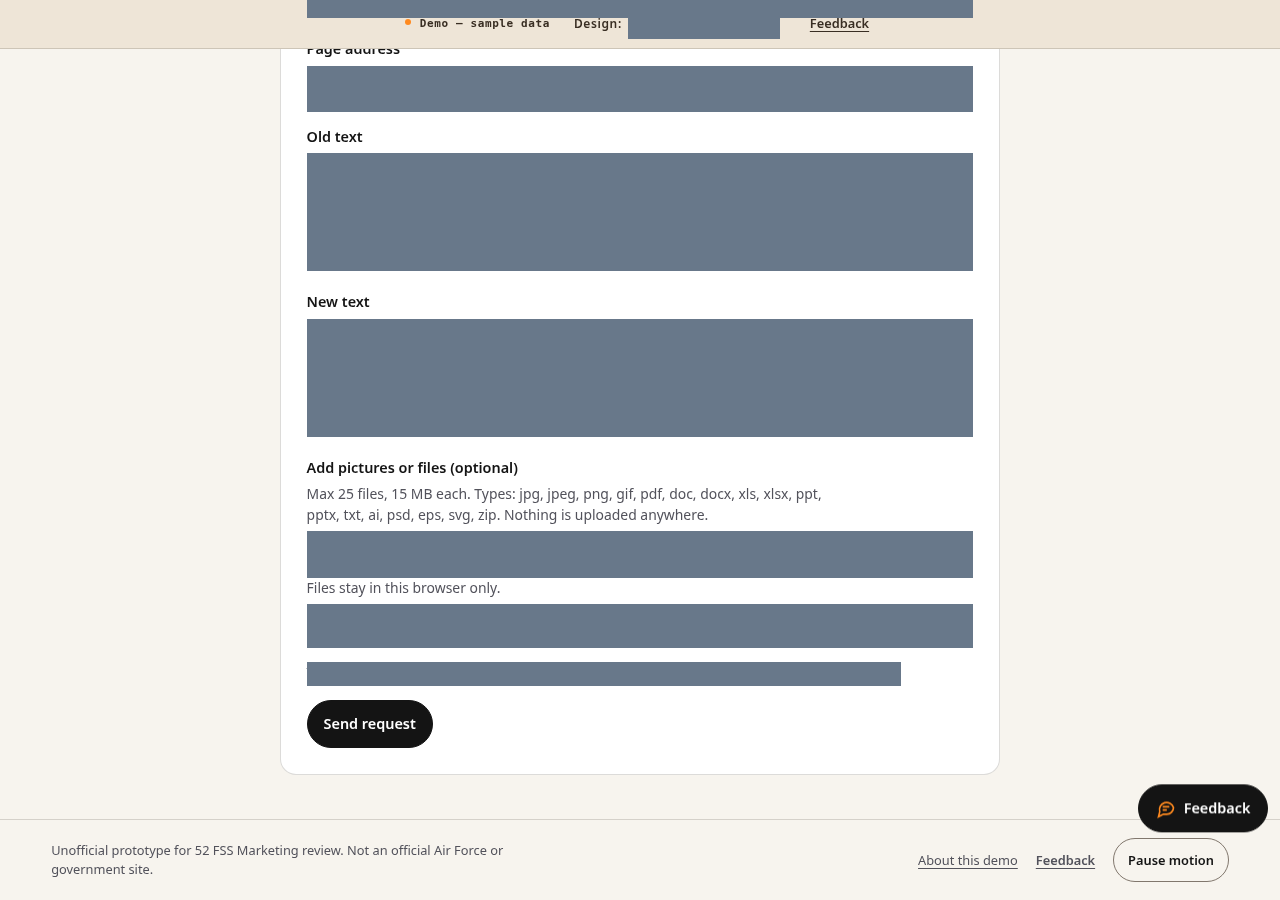 Demo — sample data
Design:
Feedback
Page address
Old text
New text
Add pictures or files (optional)
Max 25 files, 15 MB each. Types: jpg, jpeg, png, gif, pdf, doc, docx, xls, xlsx, ppt,
pptx, txt, ai, psd, eps, svg, zip. Nothing is uploaded anywhere.
Files stay in this browser only.
Send request
Feedback
Unofficial prototype for 52 FSS Marketing review. Not an official Air Force or
government site.
About this demo
Feedback
Pause motion